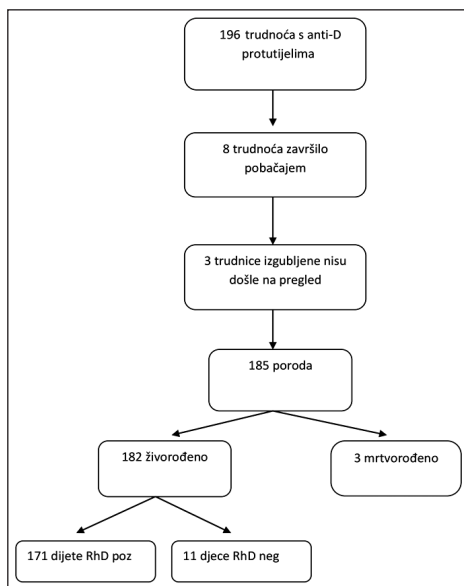 196 trudnoća s anti-D
protutijelima
8 trudnoća završilo
pobačajem
3 trudnice izgubljene nisu
došle na pregled
185 poroda
182 živorođeno
3 mrtvorođeno
171 dijete RhD poz
11 djece RhD neg